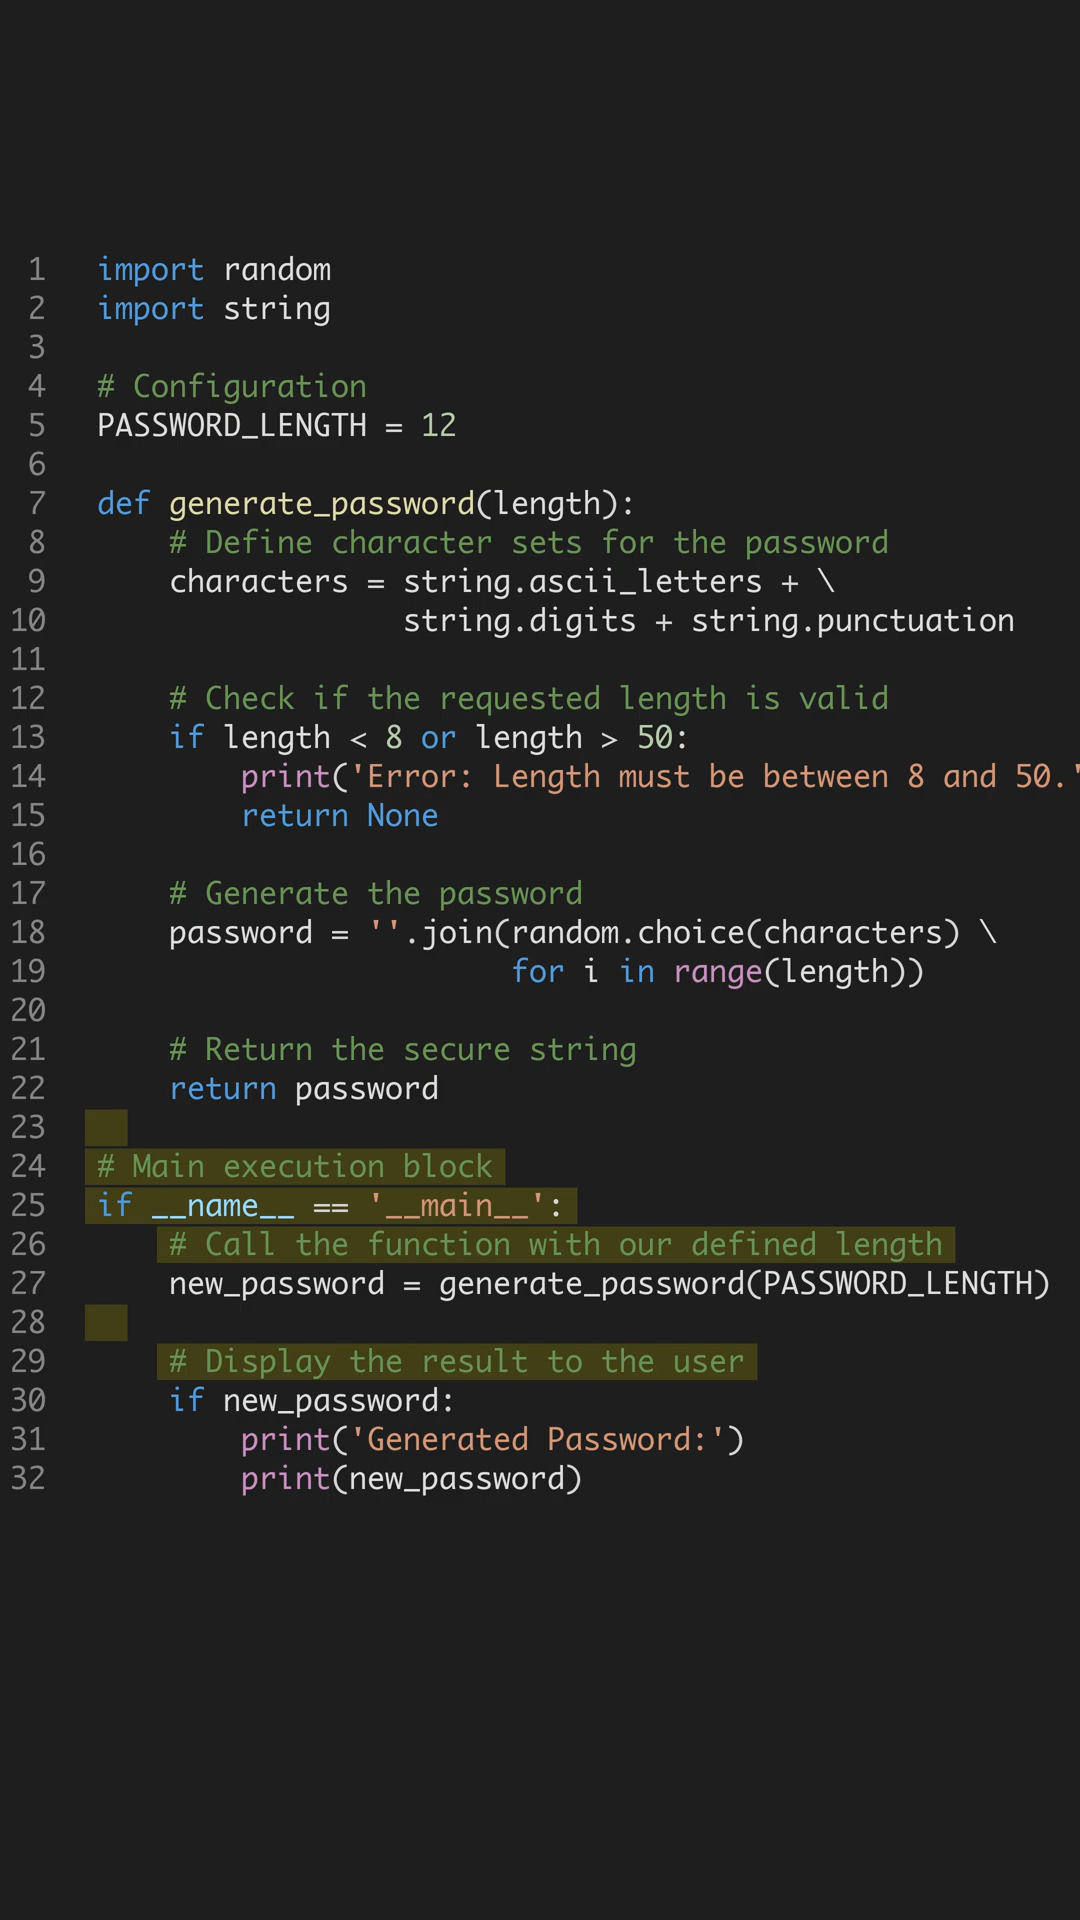 1 import random
2 import string
3
4 # Configuration
5 PASSWORD_LENGTH = 12
6
7 def generate_password(length):
8     # Define character sets for the password
9     characters = string.ascii_letters + \
10                  string.digits + string.punctuation
11
12     # Check if the requested length is valid
13     if length < 8 or length > 50:
14         print('Error: Length must be between 8 and 50.'
15         return None
16
17     # Generate the password
18     password = ''.join(random.choice(characters) \
19                        for i in range(length))
20
21     # Return the secure string
22     return password
23
24 # Main execution block
25 if __name__ == '__main__':
26     # Call the function with our defined length
27     new_password = generate_password(PASSWORD_LENGTH)
28
29     # Display the result to the user
30     if new_password:
31         print('Generated Password:')
32         print(new_password)